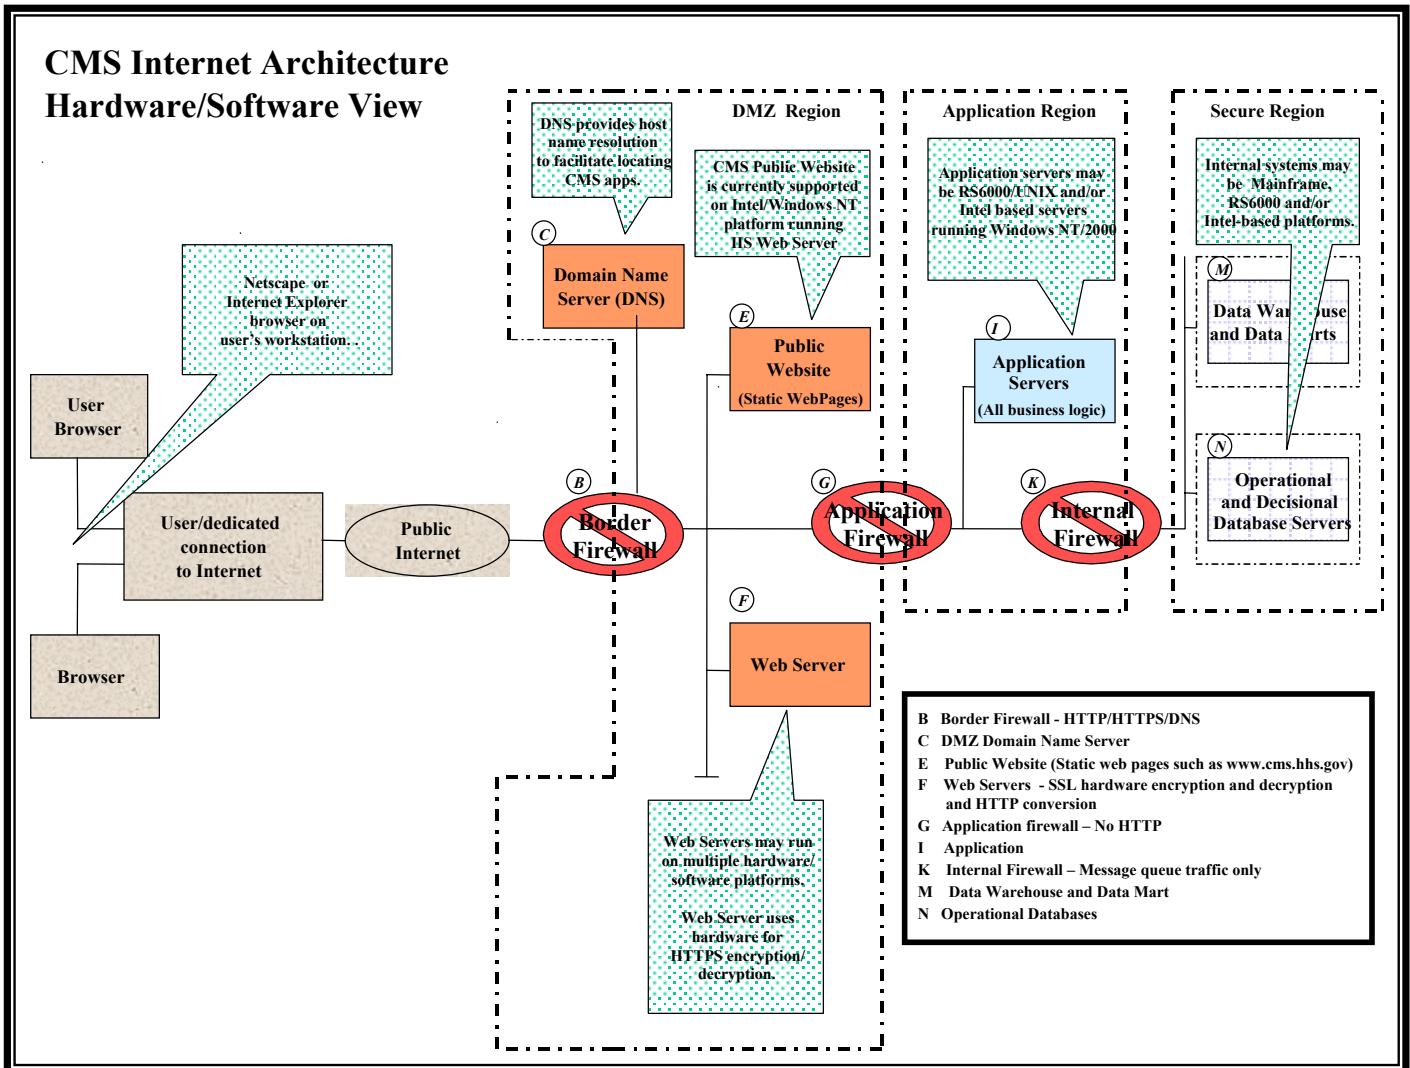 CMS Internet Architecture
Hardware/Software View
DMZ  Region
Application Region
Secure Region
DNS provides host
name resolution
to facilitate locating
CMS apps.
CMS Public Website
is currently supported
on Intel/Windows NT
platform running
HS Web Server
Application servers may
be RS6000/UNIX and/or
Intel based servers
running Windows NT/2000
Internal systems may
be  Mainframe,
RS6000 and/or
Intel-based platforms.
Netscape  or
Internet Explorer
browser on
user's workstation. .
C
Domain Name
Server (DNS)
E
Public
Website
(Static WebPages)
I
Application
Servers
(All business logic)
M
Data Warehouse
and Data Marts
N
Operational
and Decisional
Database Servers
User
Browser
User/dedicated
connection
to Internet
Public
Internet
B
Border
Firewall
G
Application
Firewall
K
Internal
Firewall
Browser
F
Web Server
Web Servers may run
on multiple hardware/
software platforms.
Web Server uses
hardware for
HTTPS encryption/
decryption.
B Border Firewall - HTTP/HTTPS/DNS
C DMZ Domain Name Server
E Public Website (Static web pages such as www.cms.hhs.gov)
F Web Servers - SSL hardware encryption and decryption
and HTTP conversion
G Application firewall – No HTTP
I Application
K Internal Firewall – Message queue traffic only
M Data Warehouse and Data Mart
N Operational Databases